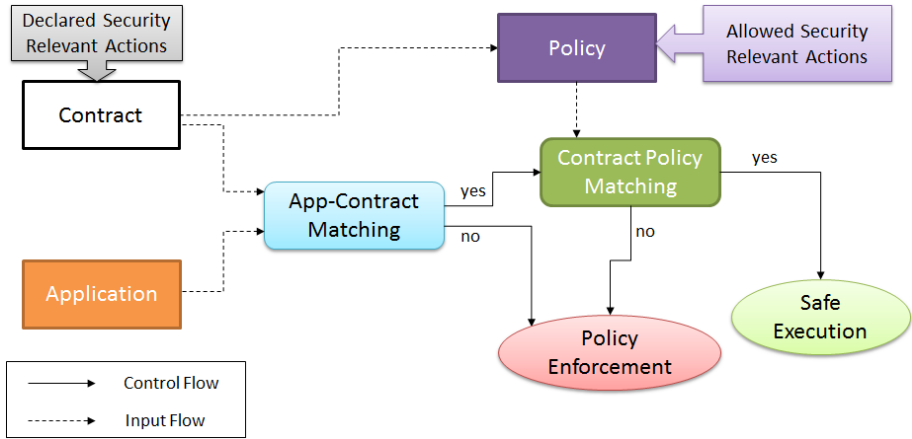 Declared Security
Relevant Actions
Policy
Allowed Security
Relevant Actions
Contract
Contract Policy
Matching
yes
App-Contract
Matching
yes
no
no
Application
Safe
Execution
Policy
Enforcement
Control Flow
Input Flow